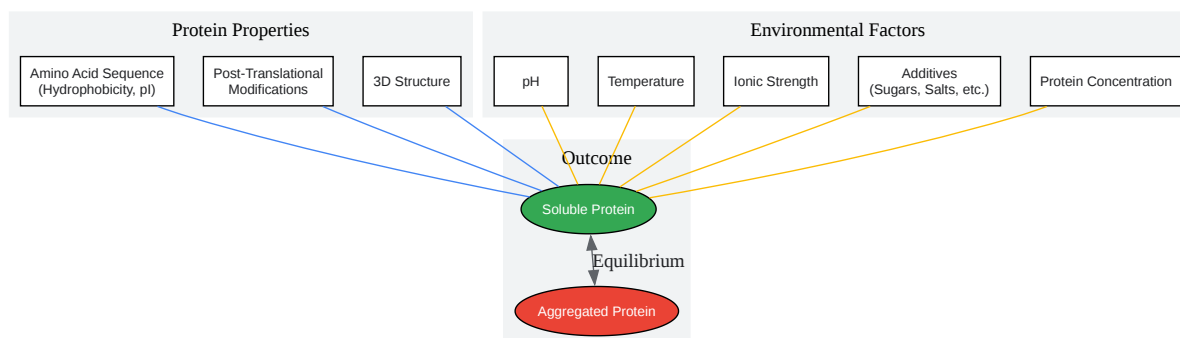 Protein Properties
Environmental Factors
Amino Acid Sequence
(Hydrophobicity, pI)
Post-Translational
Modifications
3D Structure
pH
Temperature
Ionic Strength
Additives
(Sugars, Salts, etc.)
Protein Concentration
Outcome
Soluble Protein
Equilibrium
Aggregated Protein